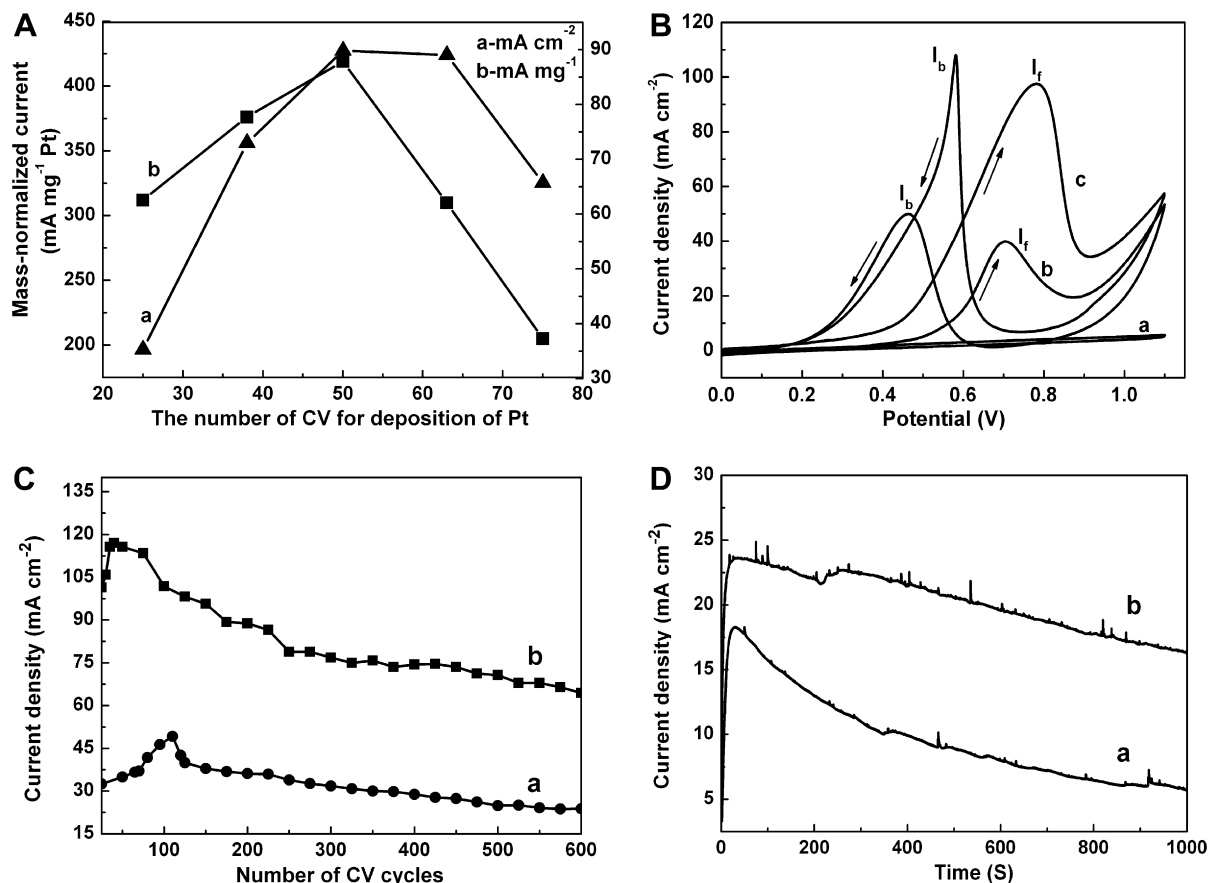 A
450
400
350
300
250
200
Mass-normalized current
(mA mg⁻¹ Pt)
a-mA cm⁻²
b-mA mg⁻¹
b
a
90
80
70
60
50
40
30
20 30 40 50 60 70 80
The number of CV for deposition of Pt
B
120
100
80
60
40
20
0
Current density (mA cm⁻²)
I_b
I_f
c
I_b
I_f
b
a
0.0 0.2 0.4 0.6 0.8 1.0
Potential (V)
C
135
120
105
90
75
60
45
30
15
Current density (mA cm⁻²)
b
a
100 200 300 400 500 600
Number of CV cycles
D
30
25
20
15
10
5
Current density (mA cm⁻²)
b
a
0 200 400 600 800 1000
Time (S)